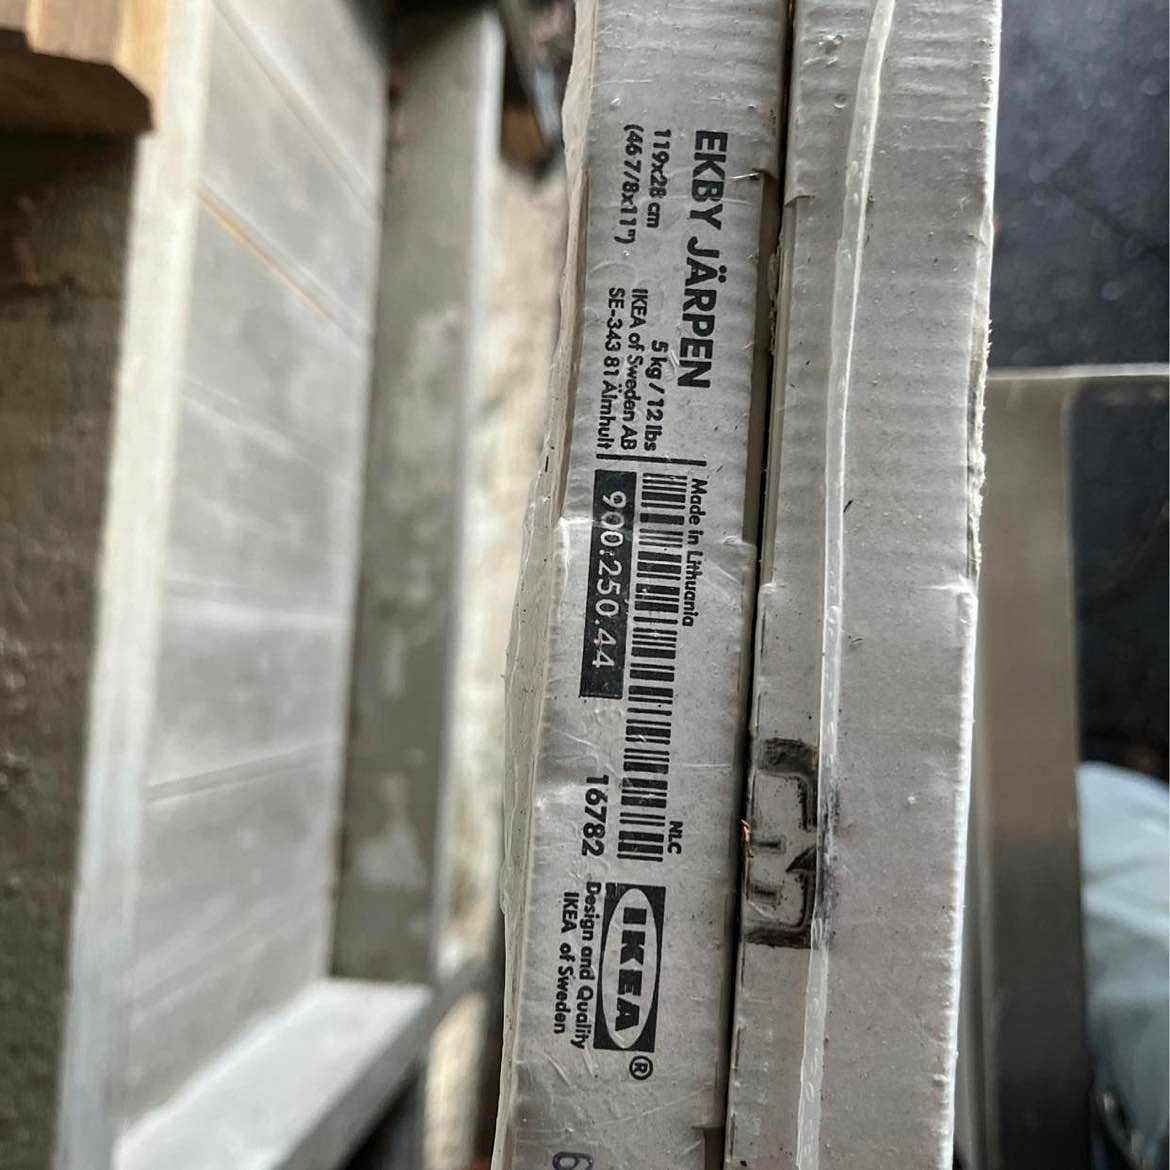 EKBY JÄRPEN
119x28 cm
(46 7/8x11")
5 kg / 12 lbs
IKEA of Sweden AB
SE-343 81 Älmhult
Made in Lithuania
900.250.44
NLC
16782
IKEA®
Design and Quality
IKEA of Sweden